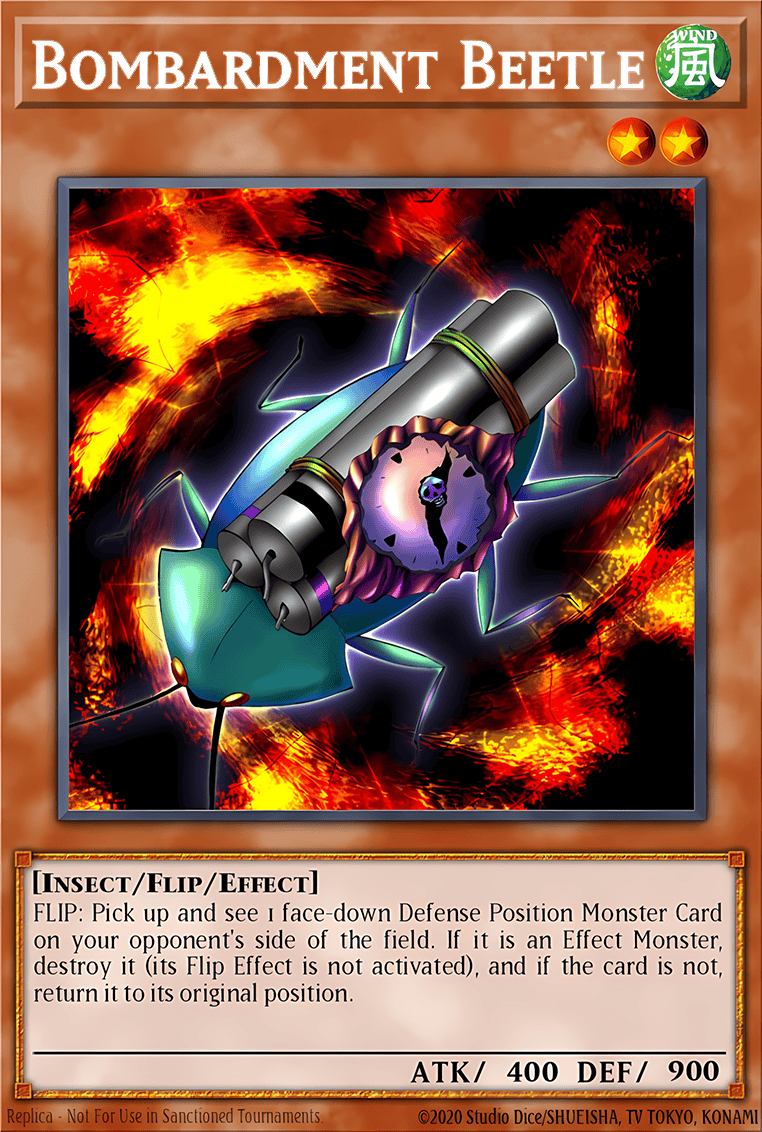 Bombardment Beetle
WIND
風
[Insect/Flip/Effect]
FLIP: Pick up and see 1 face-down Defense Position Monster Card
on your opponent's side of the field. If it is an Effect Monster,
destroy it (its Flip Effect is not activated), and if the card is not,
return it to its original position.
ATK/ 400 DEF/ 900
Replica - Not For Use in Sanctioned Tournaments.
©2020 Studio Dice/SHUEISHA, TV TOKYO, KONAMI